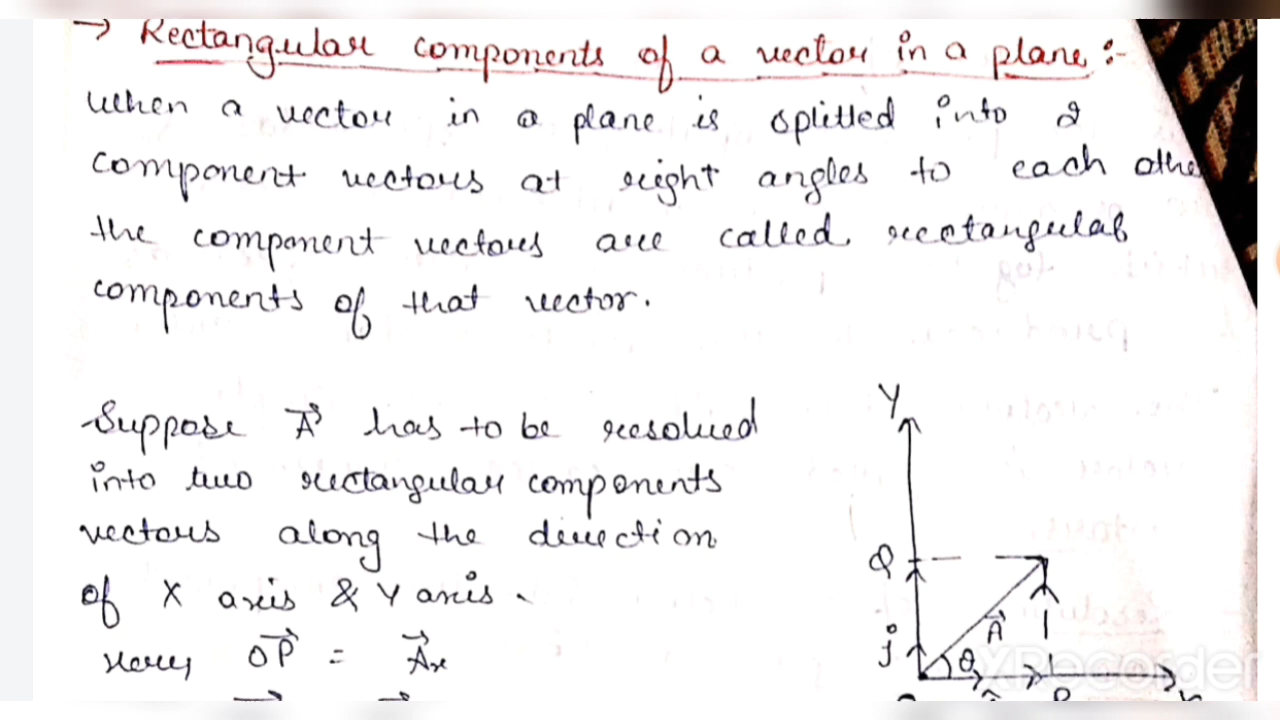 → Rectangular components of a vector in a plane :-
when a vector in a plane is splitted into 2
component vectors at right angles to each othe
the component vectors are called rectangular
components of that vector.
Suppose A⃗ has to be resolved
into two rectangular components
vectors along the direction
of X axis & Y axis.
Here, OP⃗ = A⃗x
Y
Q
A⃗
j
θ
XRecorder